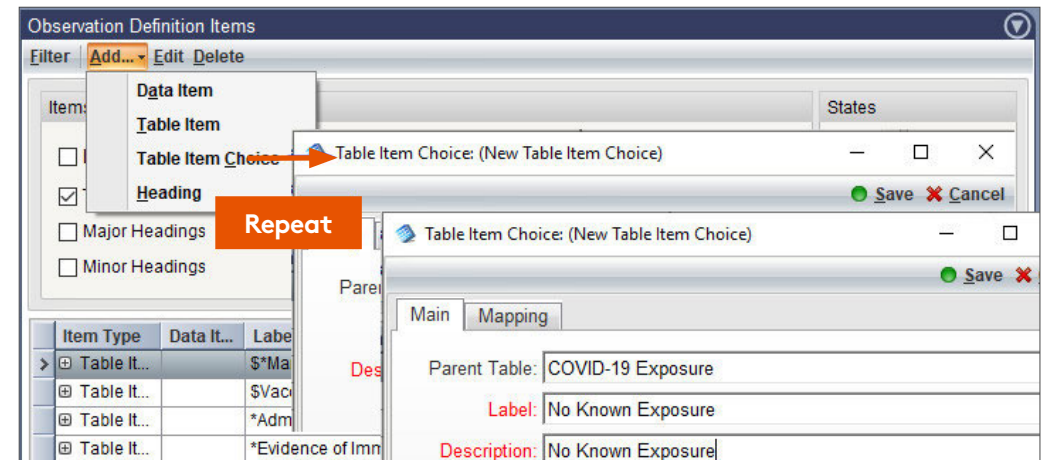 Observation Definition Items
Filter Add... Edit Delete
Data Item
Table Item
Table Item Choice
Heading
Items
States
Major Headings
Minor Headings
Repeat
Table Item Choice: (New Table Item Choice)
Save Cancel
Table Item Choice: (New Table Item Choice)
Save
Main Mapping
Parent Table: COVID-19 Exposure
Label: No Known Exposure
Description: No Known Exposure
Item Type Data It... Labe
Table It... $*Ma
Table It... $Vacc
Table It... *Adm
Table It... *Evidence of Imm